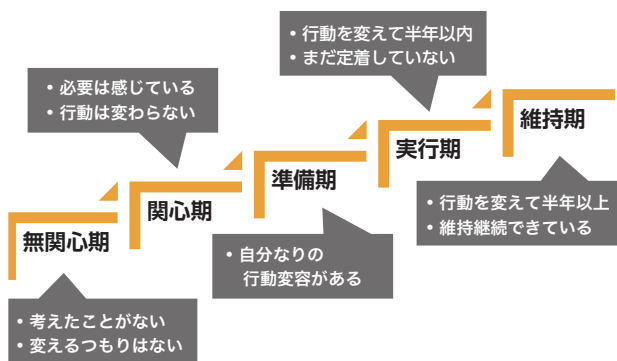 無関心期
・考えたことがない
・変えるつもりはない
関心期
・必要は感じている
・行動は変わらない
準備期
・自分なりの
行動変容がある
実行期
・行動を変えて半年以内
・まだ定着していない
維持期
・行動を変えて半年以上
・維持継続できている